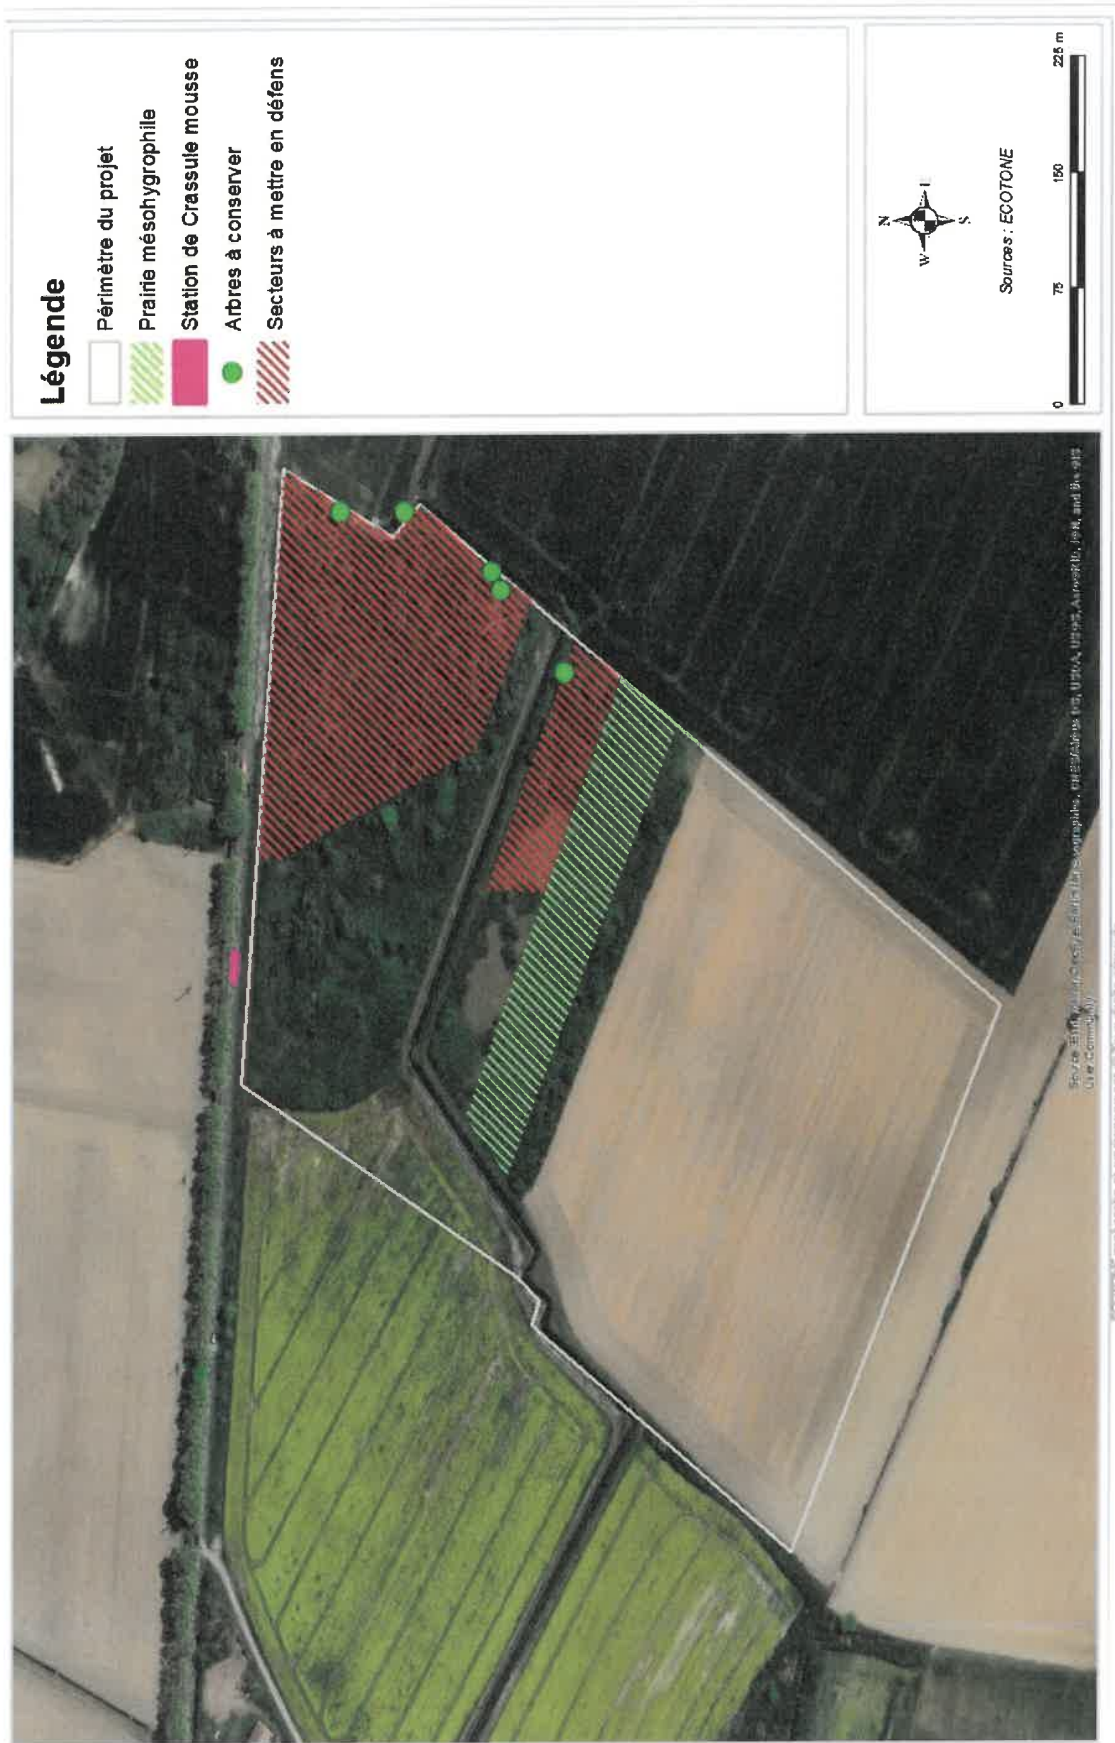 Légende
Périmètre du projet
Prairie mésohygrophile
Station de Crassule mousse
Arbres à conserver
Secteurs à mettre en défens
N
W
S
Sources : ECOTONE
0 75 150 225 m